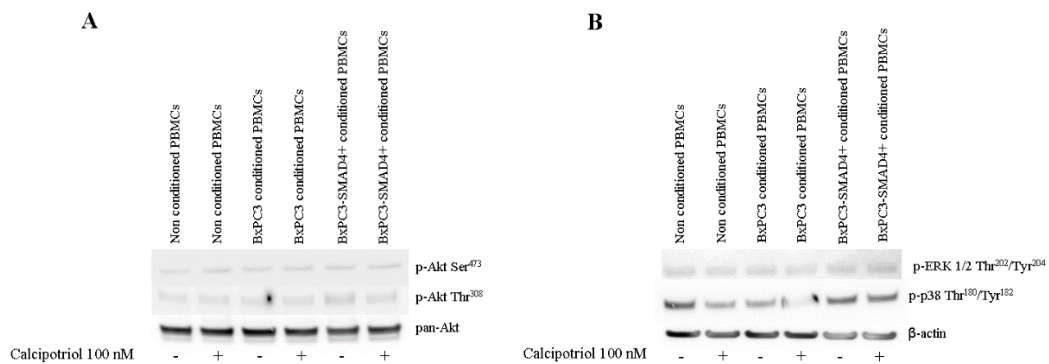 A
Non conditioned PBMCs
Non conditioned PBMCs
BxPC3 conditioned PBMCs
BxPC3 conditioned PBMCs
BxPC3-SMAD4+ conditioned PBMCs
BxPC3-SMAD4+ conditioned PBMCs
p-Akt Ser⁴⁷³
p-Akt Thr³⁰⁸
pan-Akt
Calcipotriol 100 nM - + - + - +
B
Non conditioned PBMCs
Non conditioned PBMCs
BxPC3 conditioned PBMCs
BxPC3 conditioned PBMCs
BxPC3-SMAD4+ conditioned PBMCs
BxPC3-SMAD4+ conditioned PBMCs
p-ERK 1/2 Thr²⁰²/Tyr²⁰⁴
p-p38 Thr¹⁸⁰/Tyr¹⁸²
β-actin
Calcipotriol 100 nM - + - + - +